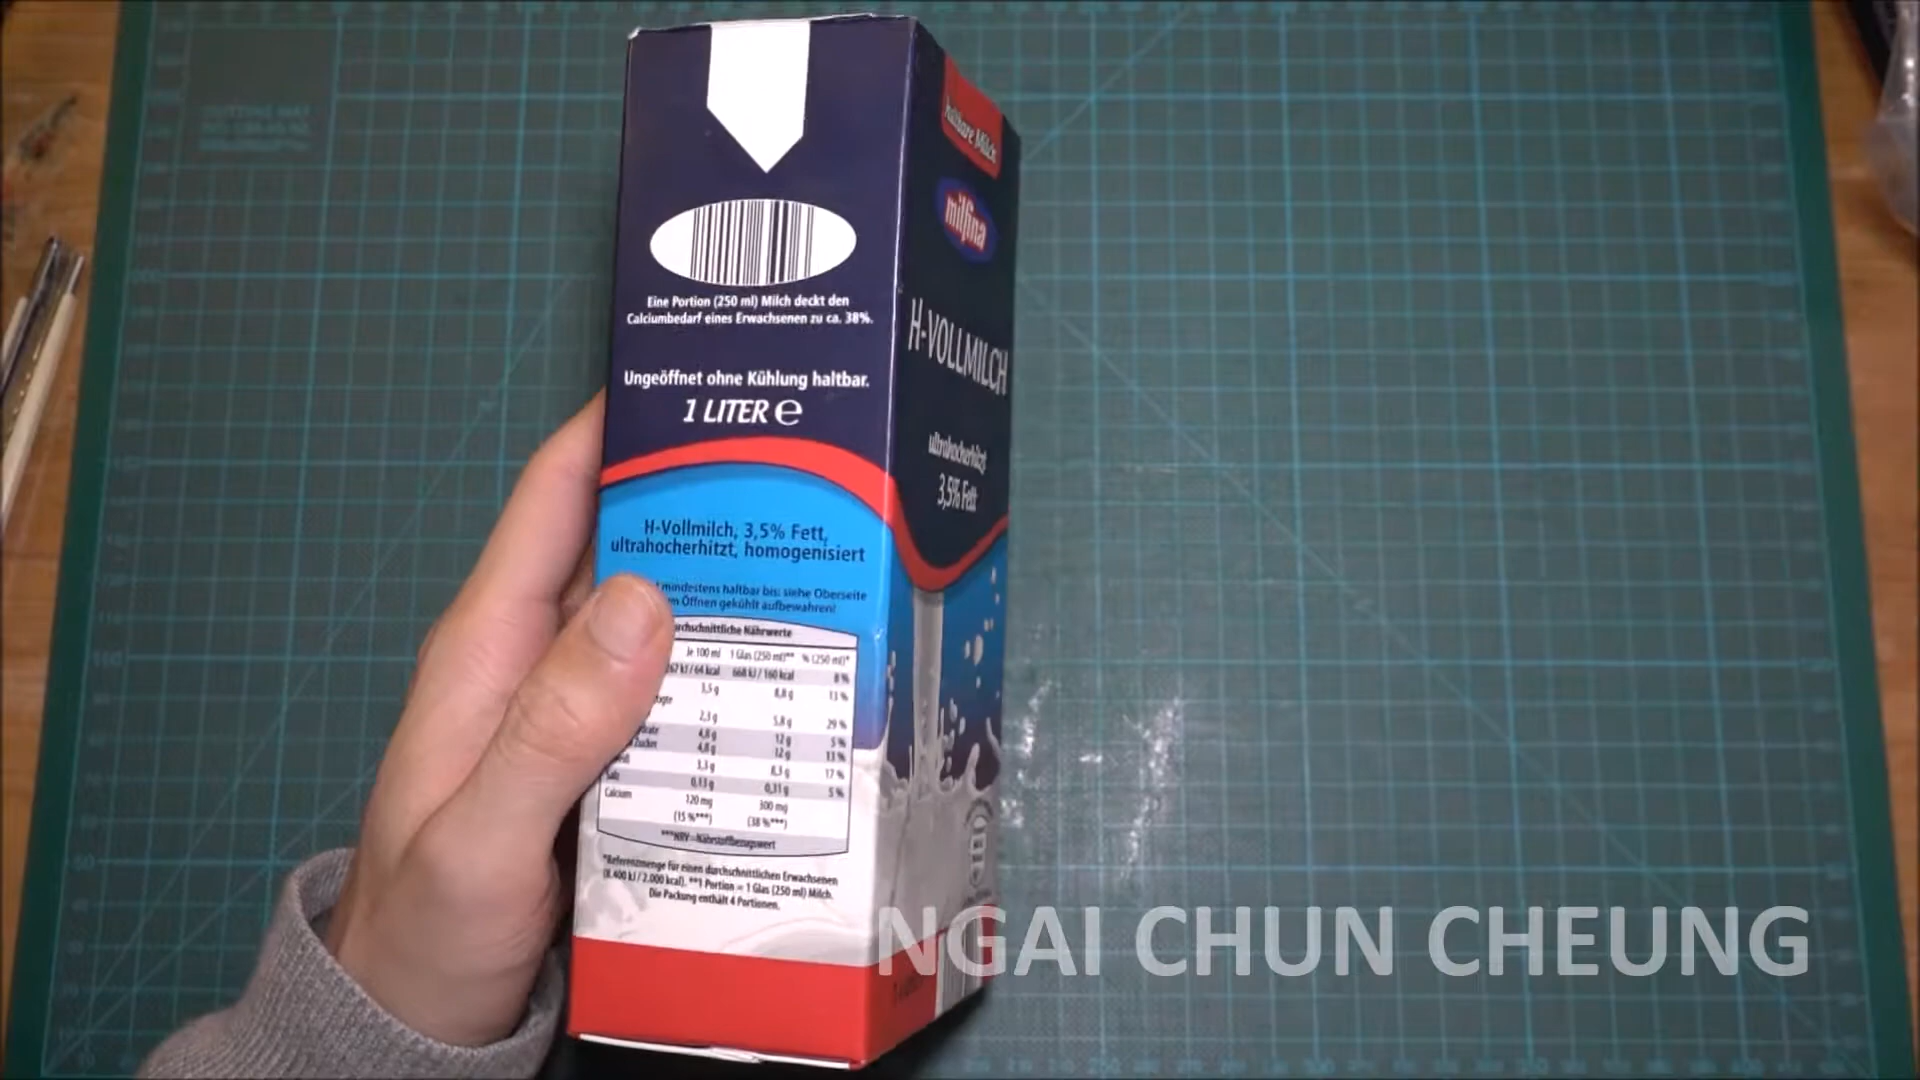 haltbare Milch
milfina
H-VOLLMILCH
ultrahocherhitzt
3,5% Fett
Eine Portion (250 ml) Milch deckt den
Calciumbedarf eines Erwachsenen zu ca. 38%.
Ungeöffnet ohne Kühlung haltbar.
1 LITER e
H-Vollmilch, 3,5% Fett,
ultrahocherhitzt, homogenisiert
mindestens haltbar bis: siehe Oberseite
Öffnen gekühlt aufbewahren!
Nährwerte
Je 100 ml 1 Glas (250 ml)** % (250 ml)*
/ 64 kcal 668 kJ / 160 kcal 8 %
3,5 g 8,8 g 13 %
2,3 g 5,8 g 29 %
4,8 g 12 g 5 %
Zucker 4,8 g 12 g 13 %
3,3 g 8,3 g 17 %
Salz 0,13 g 0,31 g 5 %
Calcium 120 mg 300 mg
(15 %***) (38 %***)
***NRV=Nährstoffbezugswert
*Referenzmenge für einen durchschnittlichen Erwachsenen
(8.400 kJ / 2.000 kcal). **1 Portion = 1 Glas (250 ml) Milch.
Die Packung enthält 4 Portionen.
NGAI CHUN CHEUNG